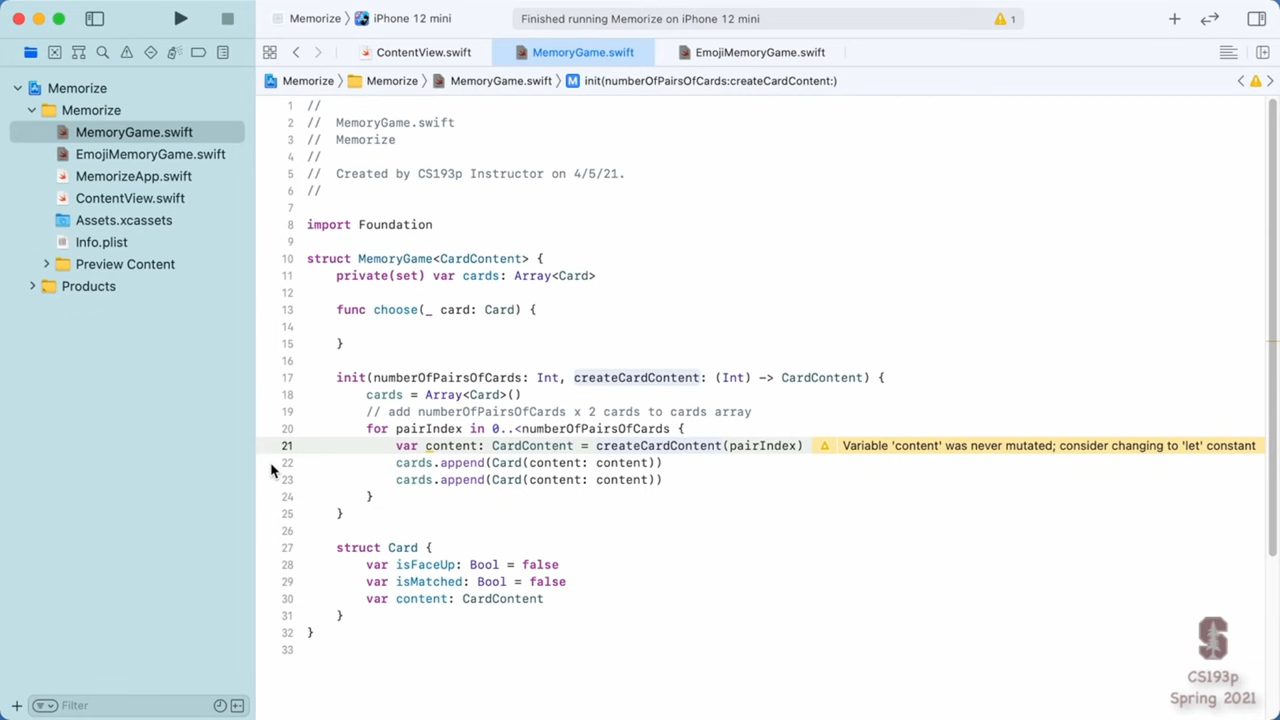 Memorize
iPhone 12 mini
Finished running Memorize on iPhone 12 mini
1
ContentView.swift
MemoryGame.swift
EmojiMemoryGame.swift
Memorize
Memorize
MemoryGame.swift
M
init(numberOfPairsOfCards:createCardContent:)
Memorize
Memorize
MemoryGame.swift
EmojiMemoryGame.swift
MemorizeApp.swift
ContentView.swift
Assets.xcassets
Info.plist
Preview Content
Products
Filter
1 //
2 //  MemoryGame.swift
3 //  Memorize
4 //
5 //  Created by CS193p Instructor on 4/5/21.
6 //
7
8 import Foundation
9
10 struct MemoryGame<CardContent> {
11     private(set) var cards: Array<Card>
12
13     func choose(_ card: Card) {
14
15     }
16
17     init(numberOfPairsOfCards: Int, createCardContent: (Int) -> CardContent) {
18         cards = Array<Card>()
19         // add numberOfPairsOfCards x 2 cards to cards array
20         for pairIndex in 0..<numberOfPairsOfCards {
21             var content: CardContent = createCardContent(pairIndex) Variable 'content' was never mutated; consider changing to 'let' constant
22             cards.append(Card(content: content))
23             cards.append(Card(content: content))
24         }
25     }
26
27     struct Card {
28         var isFaceUp: Bool = false
29         var isMatched: Bool = false
30         var content: CardContent
31     }
32 }
33
S
CS193p
Spring 2021